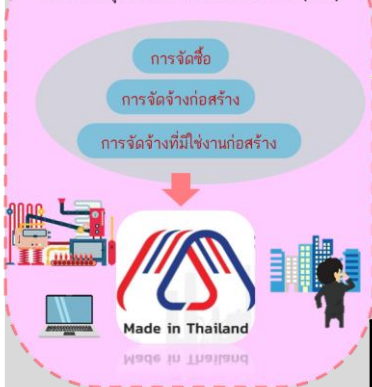 การจัดซื้อ
การจัดจ้างก่อสร้าง
การจัดจ้างที่มิใช่งานก่อสร้าง
Made in Thailand